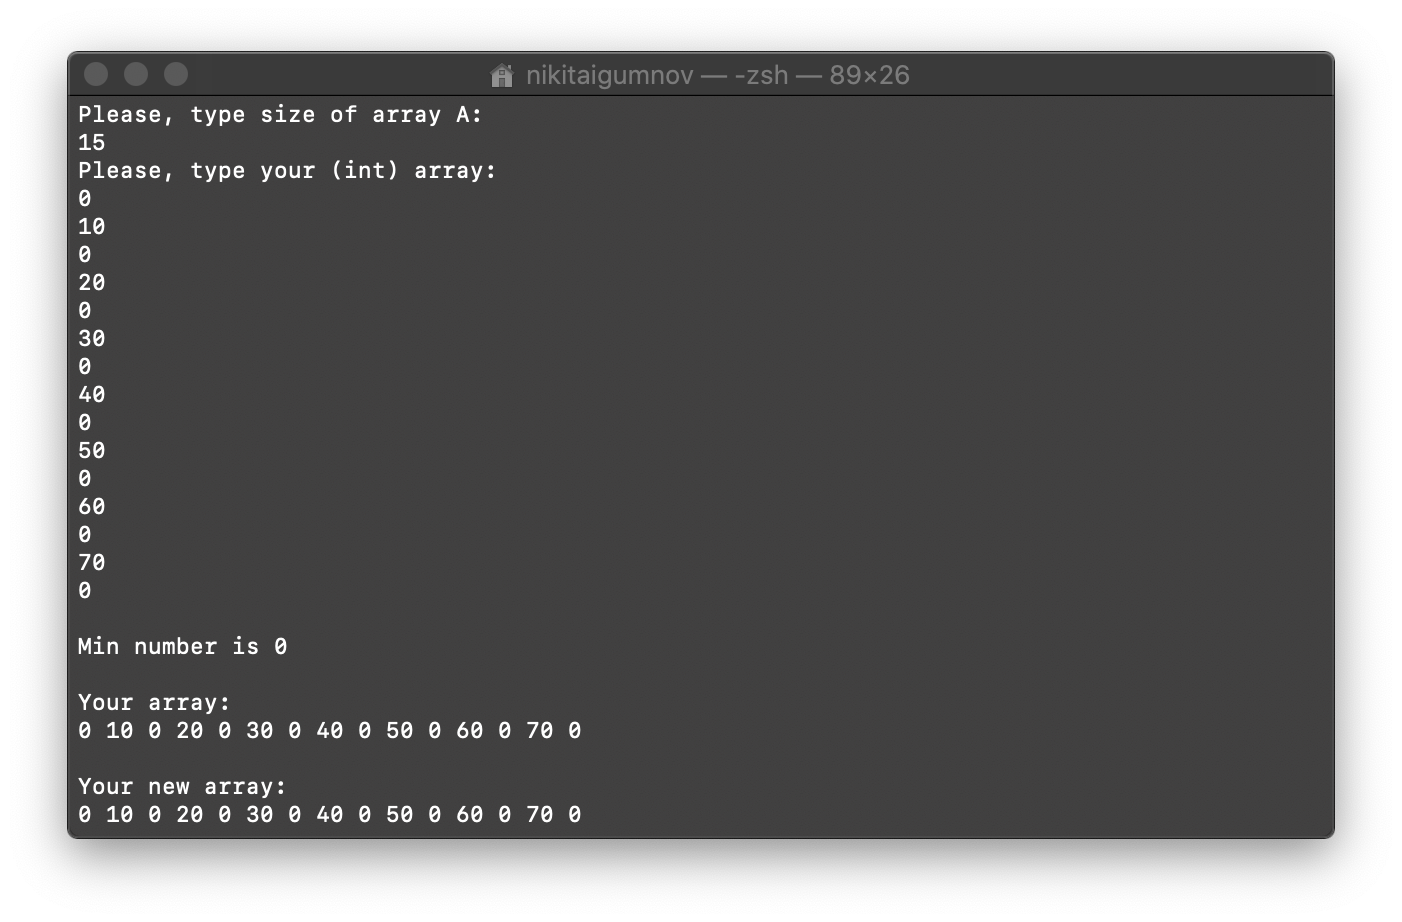 nikitaigumnov — -zsh — 89×26
Please, type size of array A:
15
Please, type your (int) array:
0
10
0
20
0
30
0
40
0
50
0
60
0
70
0
Min number is 0
Your array:
0 10 0 20 0 30 0 40 0 50 0 60 0 70 0
Your new array:
0 10 0 20 0 30 0 40 0 50 0 60 0 70 0